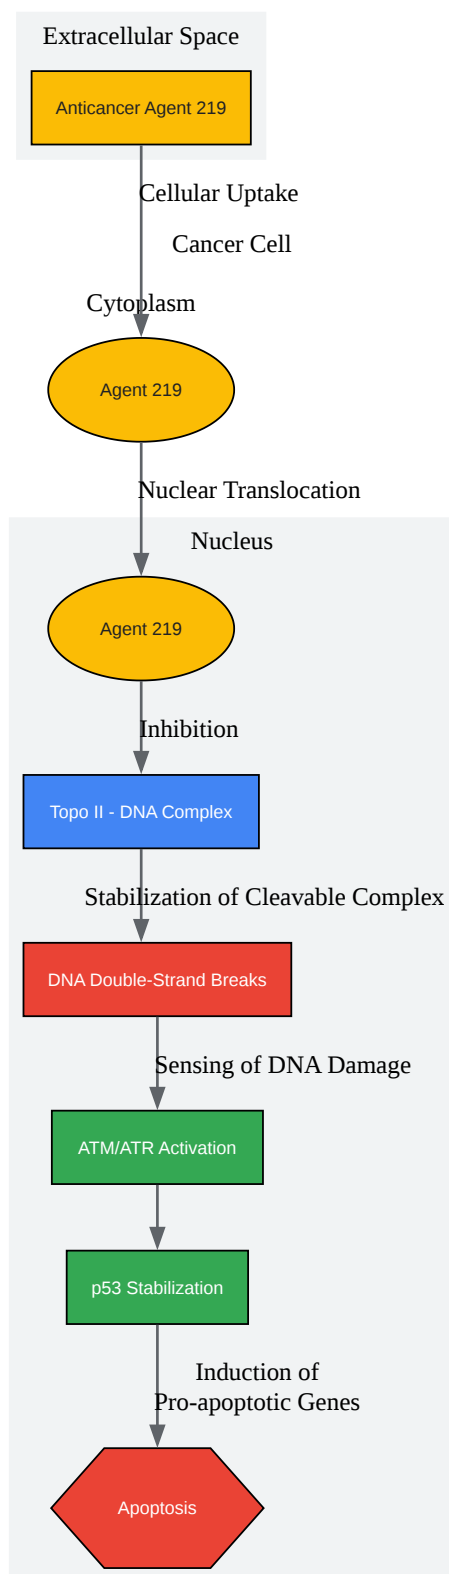 Extracellular Space
Anticancer Agent 219
Cellular Uptake
Cancer Cell
Cytoplasm
Agent 219
Nuclear Translocation
Nucleus
Agent 219
Inhibition
Topo II - DNA Complex
Stabilization of Cleavable Complex
DNA Double-Strand Breaks
Sensing of DNA Damage
ATM/ATR Activation
p53 Stabilization
Induction of
Pro-apoptotic Genes
Apoptosis